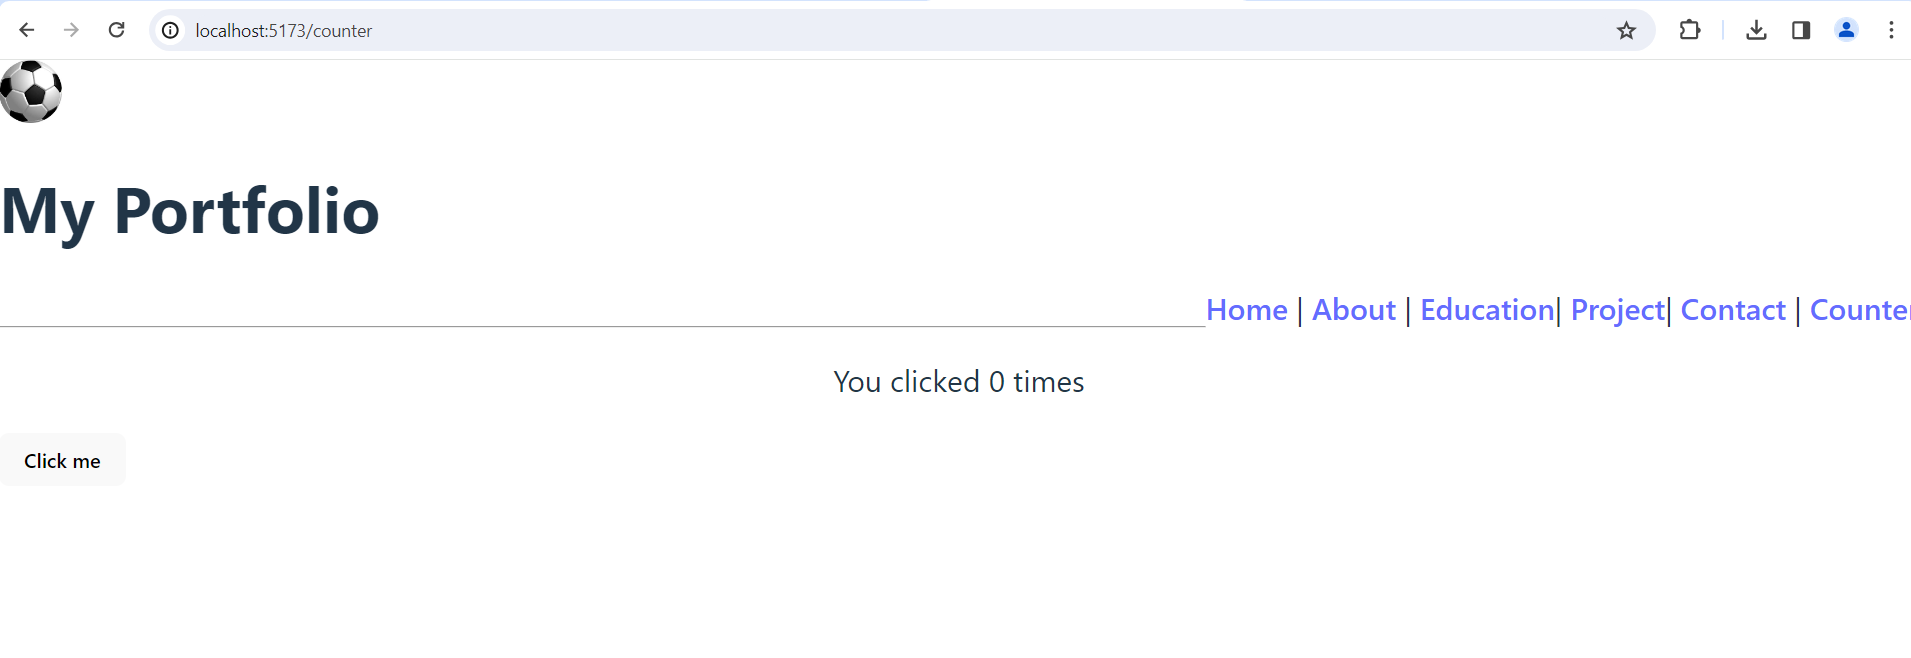 localhost:5173/counter
My Portfolio
Home | About | Education| Project| Contact | Counter
You clicked 0 times
Click me